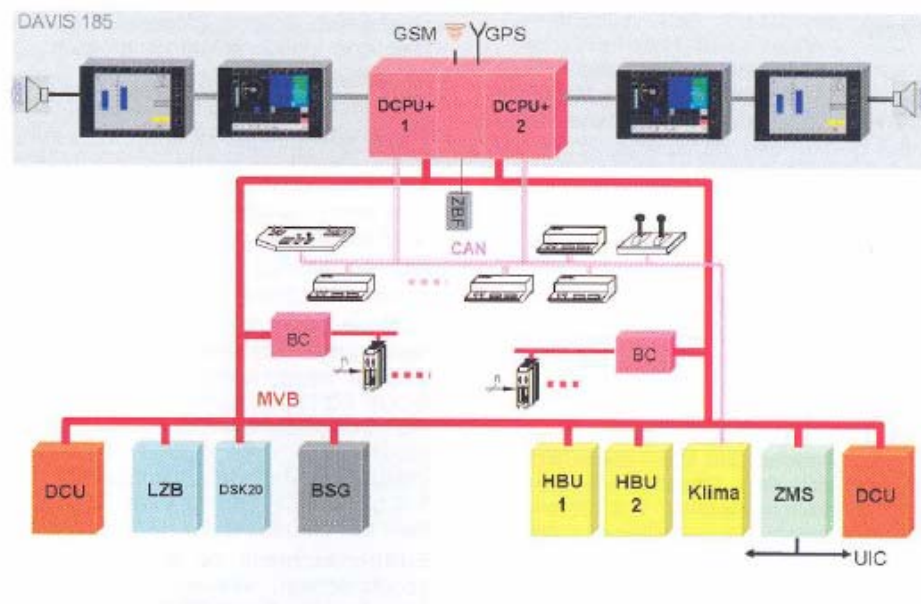 DAVIS 185
GSM
GPS
DCPU+
1
DCPU+
2
ZBF
CAN
BC
BC
n
n
MVB
DCU
LZB
DSK20
BSG
HBU
1
HBU
2
Klima
ZMS
DCU
UIC